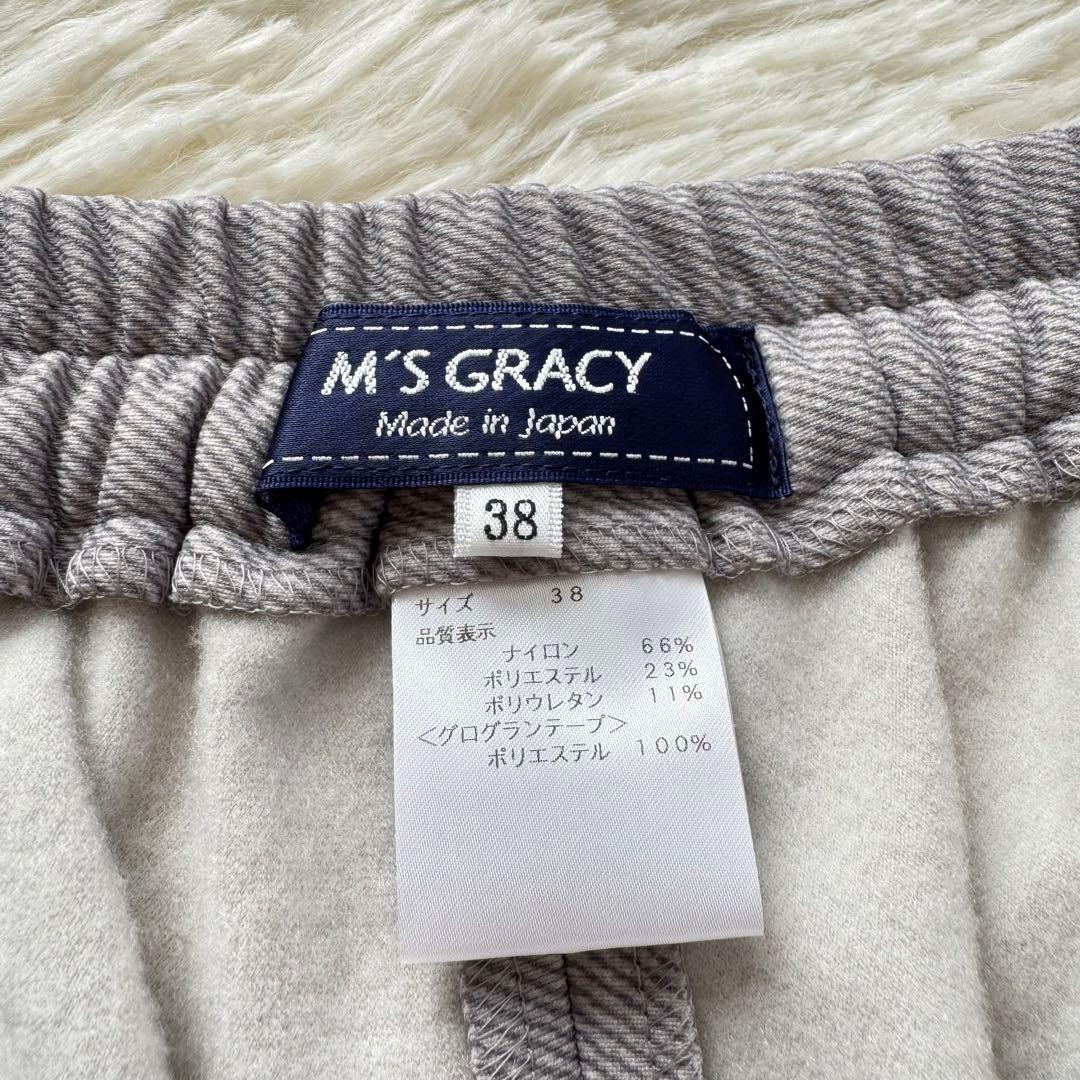 M'S GRACY
Made in Japan
38
サイズ 38
品質表示
ナイロン 66%
ポリエステル 23%
ポリウレタン 11%
<グログランテープ>
ポリエステル 100%